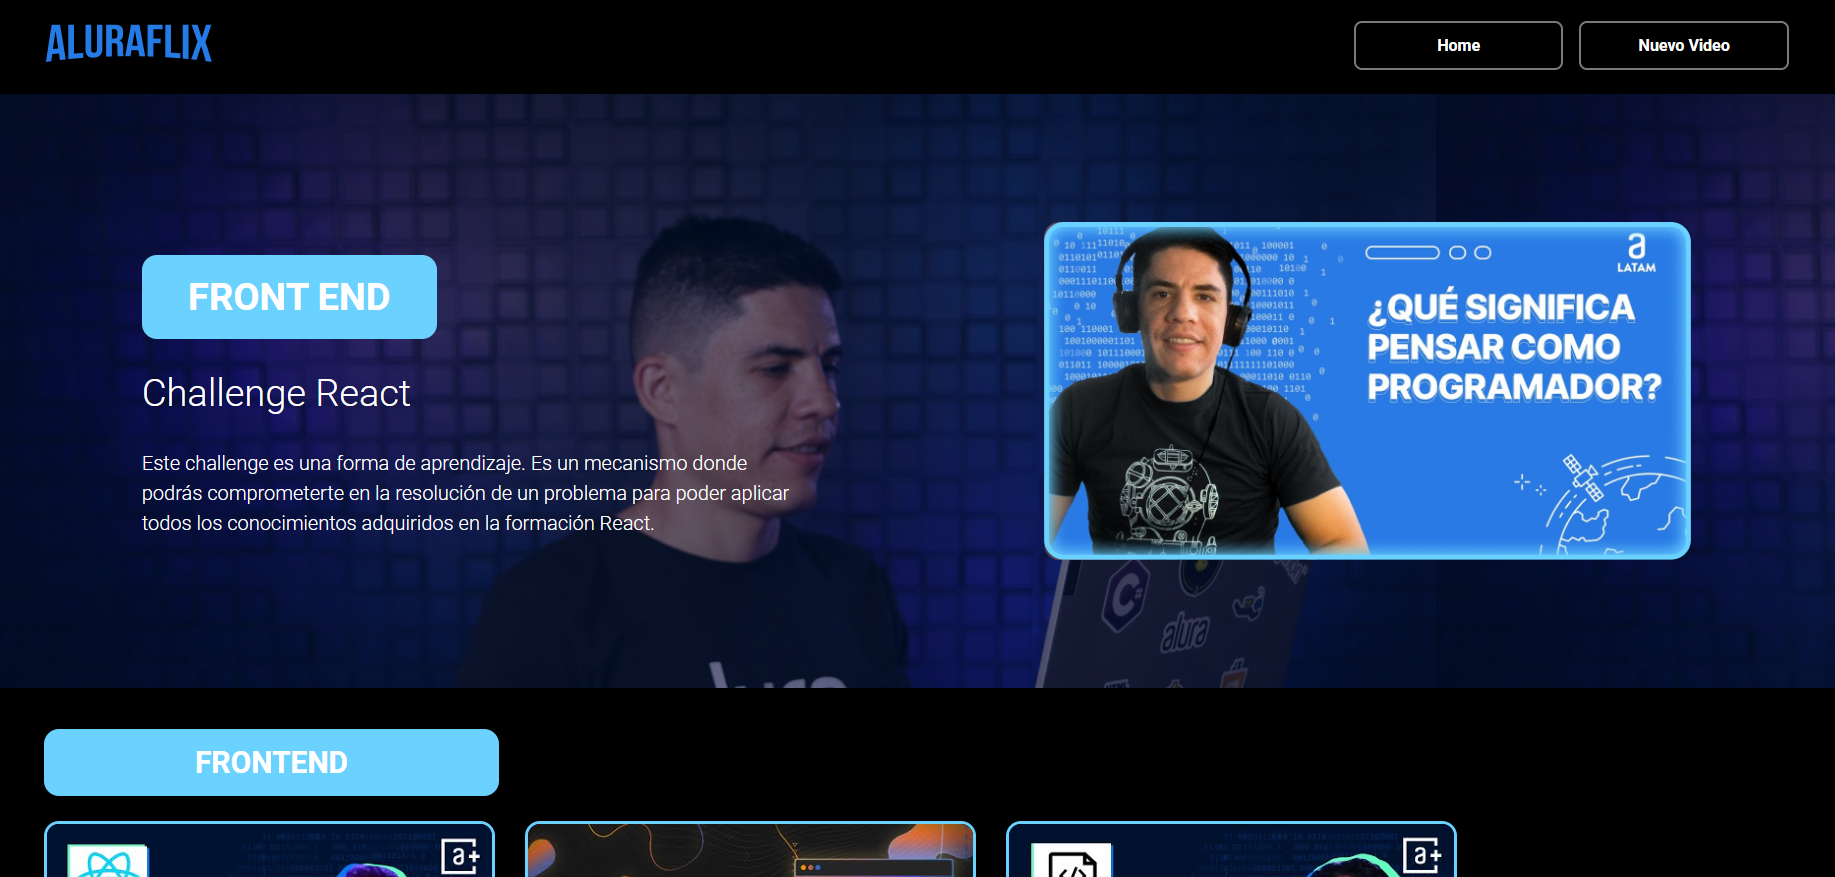 ALURAFLIX
Home
Nuevo Video
FRONT END
Challenge React
Este challenge es una forma de aprendizaje. Es un mecanismo donde
podrás comprometerte en la resolución de un problema para poder aplicar
todos los conocimientos adquiridos en la formación React.
a
LATAM
¿QUÉ SIGNIFICA
PENSAR COMO
PROGRAMADOR?
C#
alura
FRONTEND
a+
a+